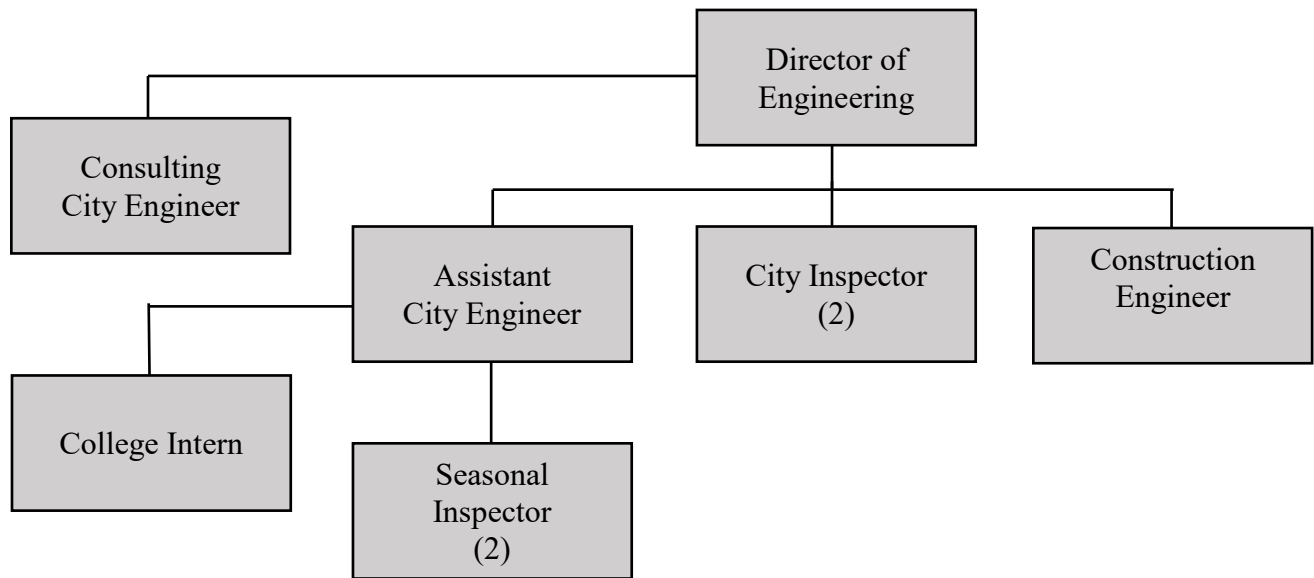 Director of
Engineering
Consulting
City Engineer
Assistant
City Engineer
City Inspector
(2)
Construction
Engineer
College Intern
Seasonal
Inspector
(2)